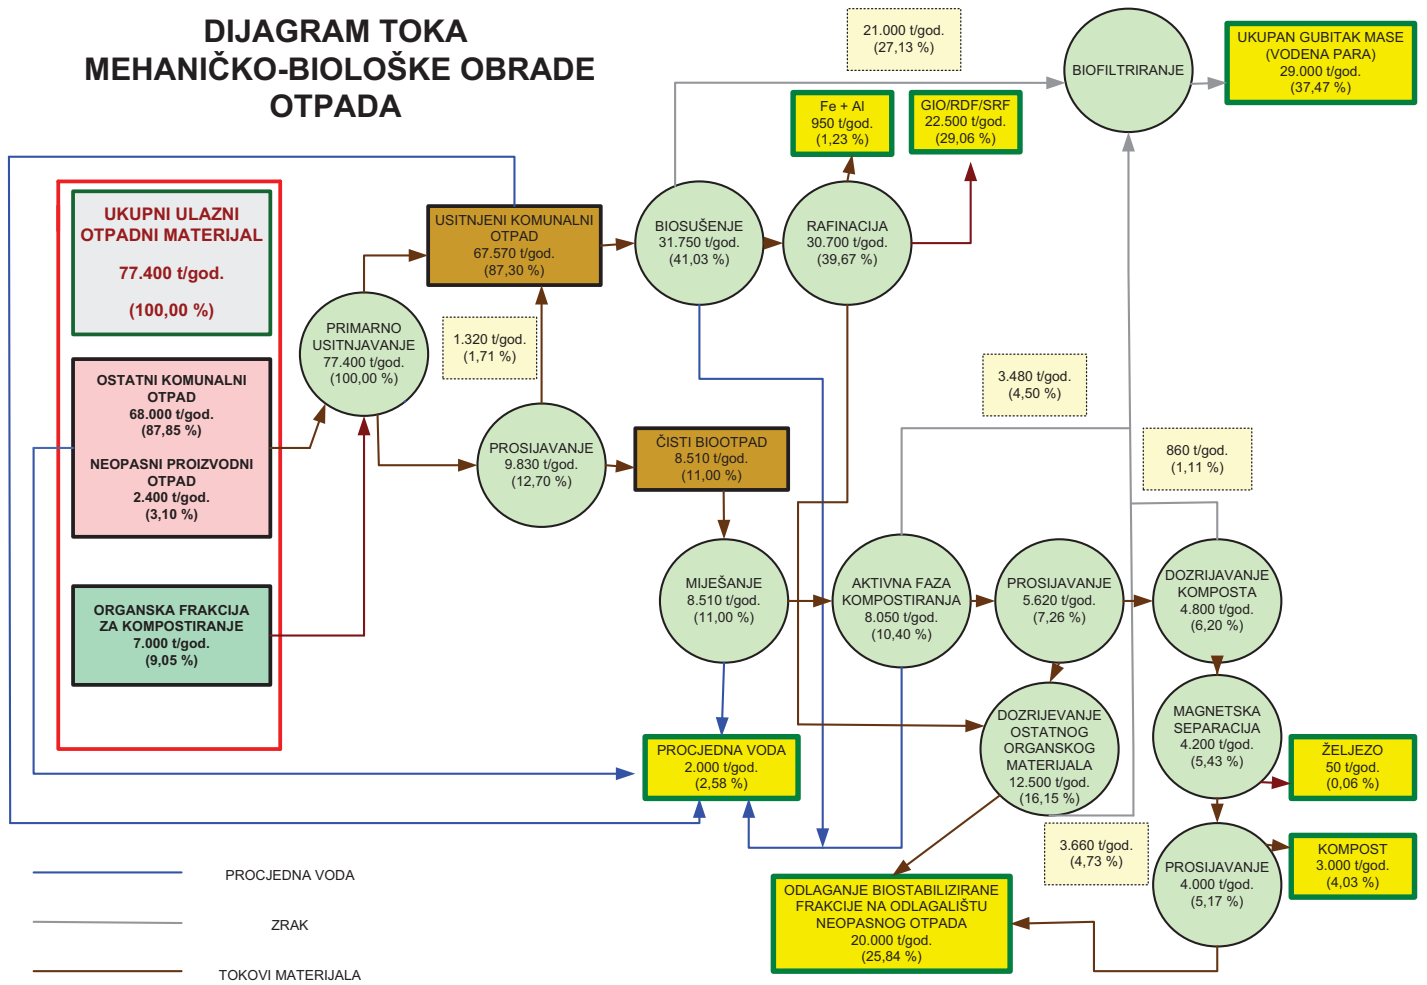 DIJAGRAM TOKA
MEHANIČKO-BIOLOŠKE OBRADE
OTPADA
21.000 t/god.
(27,13 %)
BIOFILTRIRANJE
UKUPAN GUBITAK MASE
(VODENA PARA)
29.000 t/god.
(37,47 %)
Fe + Al
950 t/god.
(1,23 %)
GIO/RDF/SRF
22.500 t/god.
(29,06 %)
UKUPNI ULAZNI
OTPADNI MATERIJAL
77.400 t/god.
(100,00 %)
USITNJENI KOMUNALNI
OTPAD
67.570 t/god.
(87,30 %)
BIOSUŠENJE
31.750 t/god.
(41,03 %)
RAFINACIJA
30.700 t/god.
(39,67 %)
PRIMARNO
USITNJAVANJE
77.400 t/god.
(100,00 %)
1.320 t/god.
(1,71 %)
3.480 t/god.
(4,50 %)
OSTATNI KOMUNALNI
OTPAD
68.000 t/god.
(87,85 %)
NEOPASNI PROIZVODNI
OTPAD
2.400 t/god.
(3,10 %)
PROSIJAVANJE
9.830 t/god.
(12,70 %)
ČISTI BIOOTPAD
8.510 t/god.
(11,00 %)
860 t/god.
(1,11 %)
ORGANSKA FRAKCIJA
ZA KOMPOSTIRANJE
7.000 t/god.
(9,05 %)
MIJEŠANJE
8.510 t/god.
(11,00 %)
AKTIVNA FAZA
KOMPOSTIRANJA
8.050 t/god.
(10,40 %)
PROSIJAVANJE
5.620 t/god.
(7,26 %)
DOZRIJAVANJE
KOMPOSTA
4.800 t/god.
(6,20 %)
PROCJEDNA VODA
2.000 t/god.
(2,58 %)
DOZRIJEVANJE
OSTATNOG
ORGANSKOG
MATERIJALA
12.500 t/god.
(16,15 %)
MAGNETSKA
SEPARACIJA
4.200 t/god.
(5,43 %)
ŽELJEZO
50 t/god.
(0,06 %)
3.660 t/god.
(4,73 %)
PROSIJAVANJE
4.000 t/god.
(5,17 %)
KOMPOST
3.000 t/god.
(4,03 %)
ODLAGANJE BIOSTABILIZIRANE
FRAKCIJE NA ODLAGALIŠTU
NEOPASNOG OTPADA
20.000 t/god.
(25,84 %)
PROCJEDNA VODA
ZRAK
TOKOVI MATERIJALA